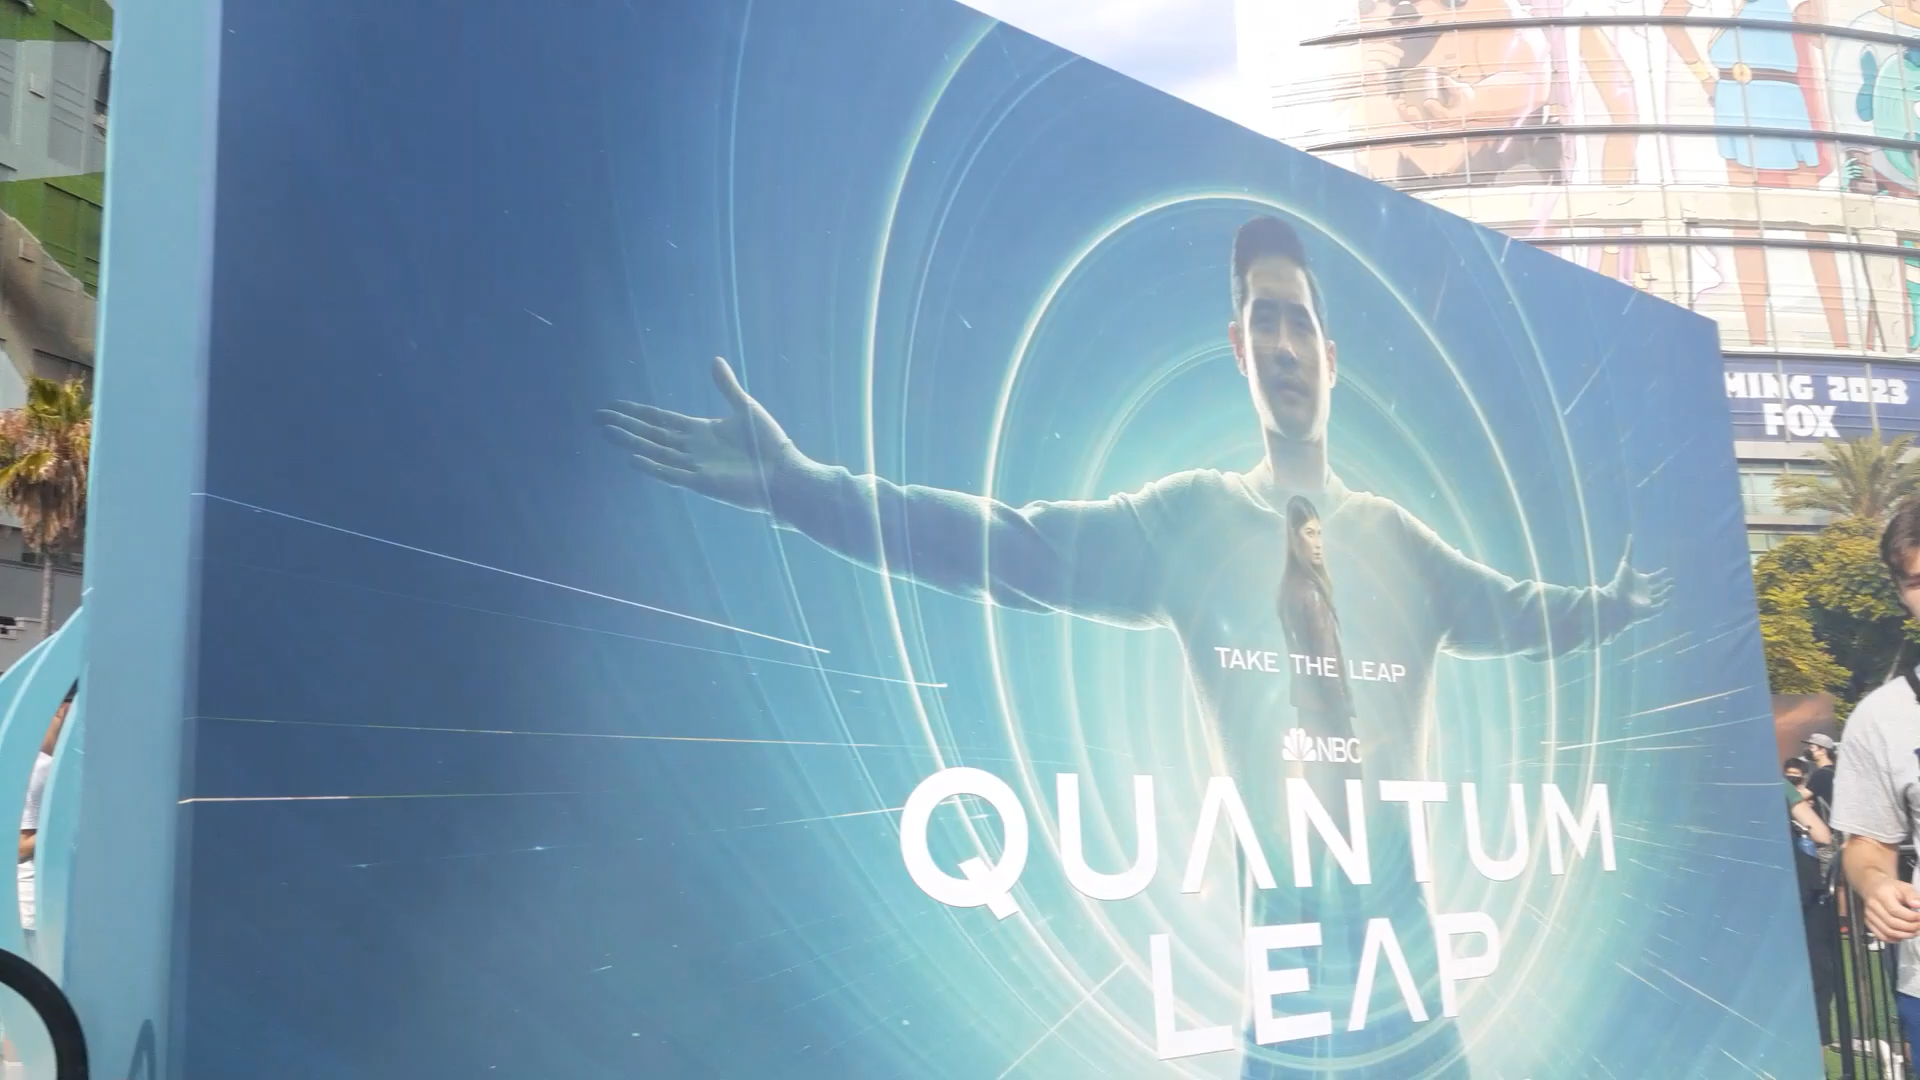 MING 2023
FOX
TAKE THE LEAP
NBC
QUANTUM
LEAP